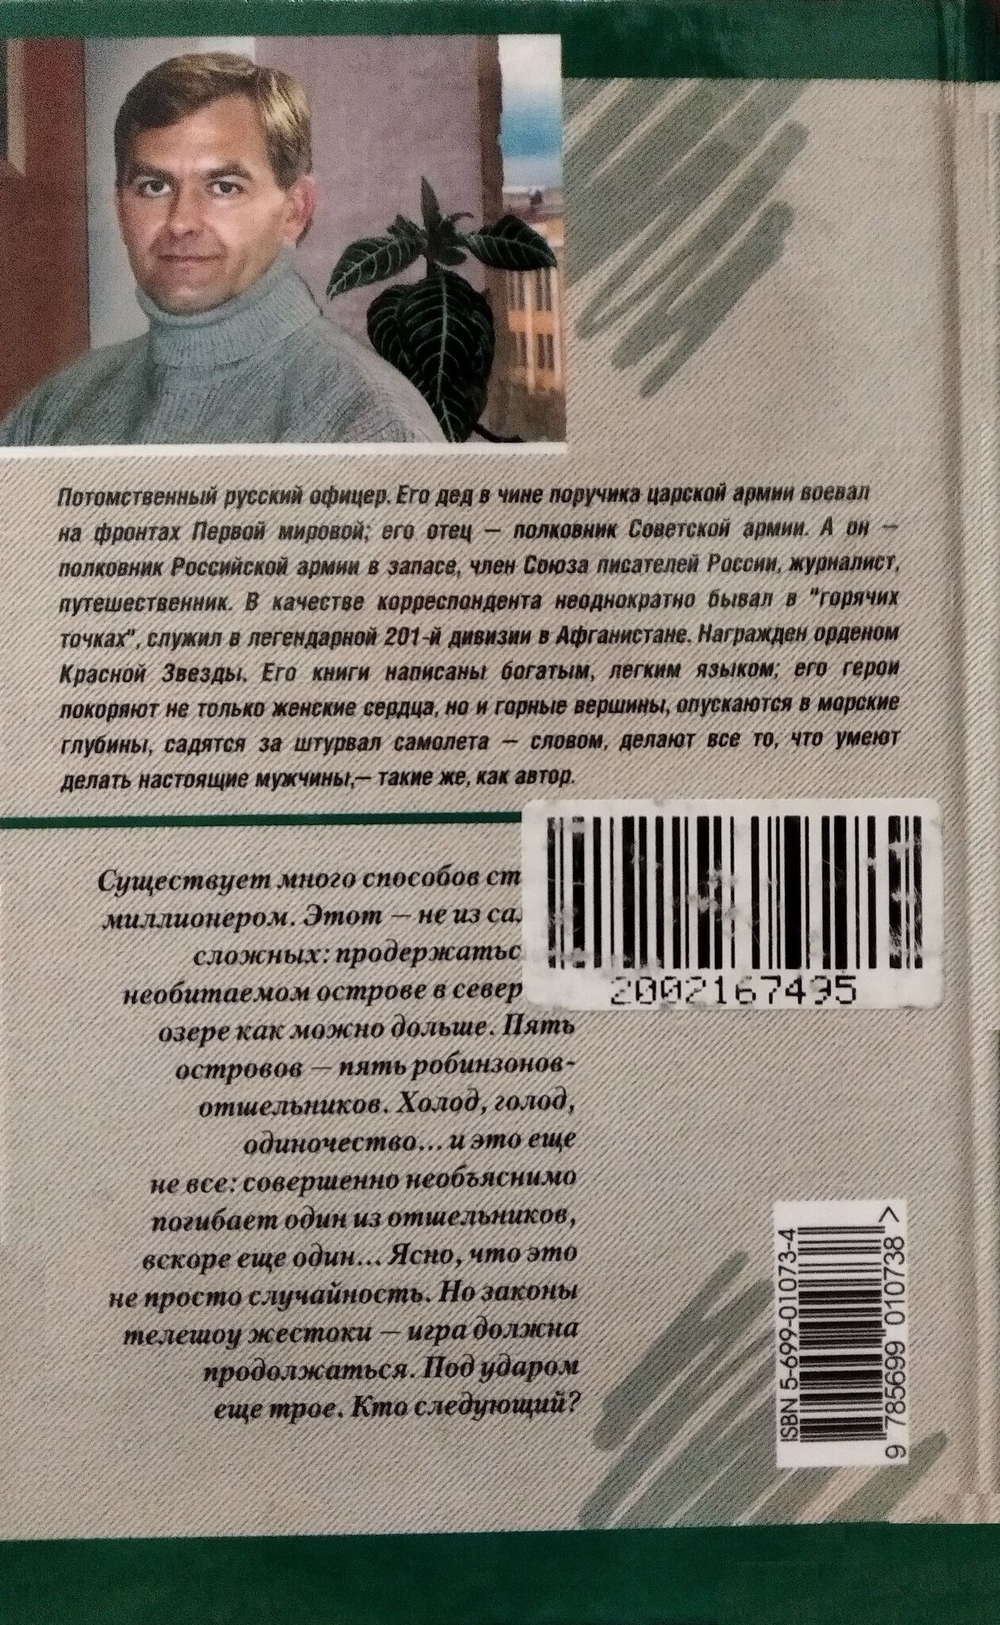 Потомственный русский офицер. Его дед в чине поручика царской армии воевал
на фронтах Первой мировой; его отец — полковник Советской армии. А он —
полковник Российской армии в запасе, член Союза писателей России, журналист,
путешественник. В качестве корреспондента неоднократно бывал в "горячих
точках", служил в легендарной 201-й дивизии в Афганистане. Награжден орденом
Красной Звезды. Его книги написаны богатым, легким языком; его герои
покоряют не только женские сердца, но и горные вершины, опускаются в морские
глубины, садятся за штурвал самолета — словом, делают все то, что умеют
делать настоящие мужчины,— такие же, как автор.
Существует много способов
миллионером. Этот — не из
сложных:
необитаемом острове в
озере как можно дольше. Пять
островов — пять робинзонов-
отшельников. Холод, голод,
одиночество... и это еще
не все: совершенно необъяснимо
погибает один из отшельников,
вскоре еще один... Ясно, что это
не просто случайность. Но законы
телешоу жестоки — игра должна
продолжаться. Под ударом
еще трое. Кто следующий?
2002167495
ISBN 5-699-01073-4
9 785699 010738 >